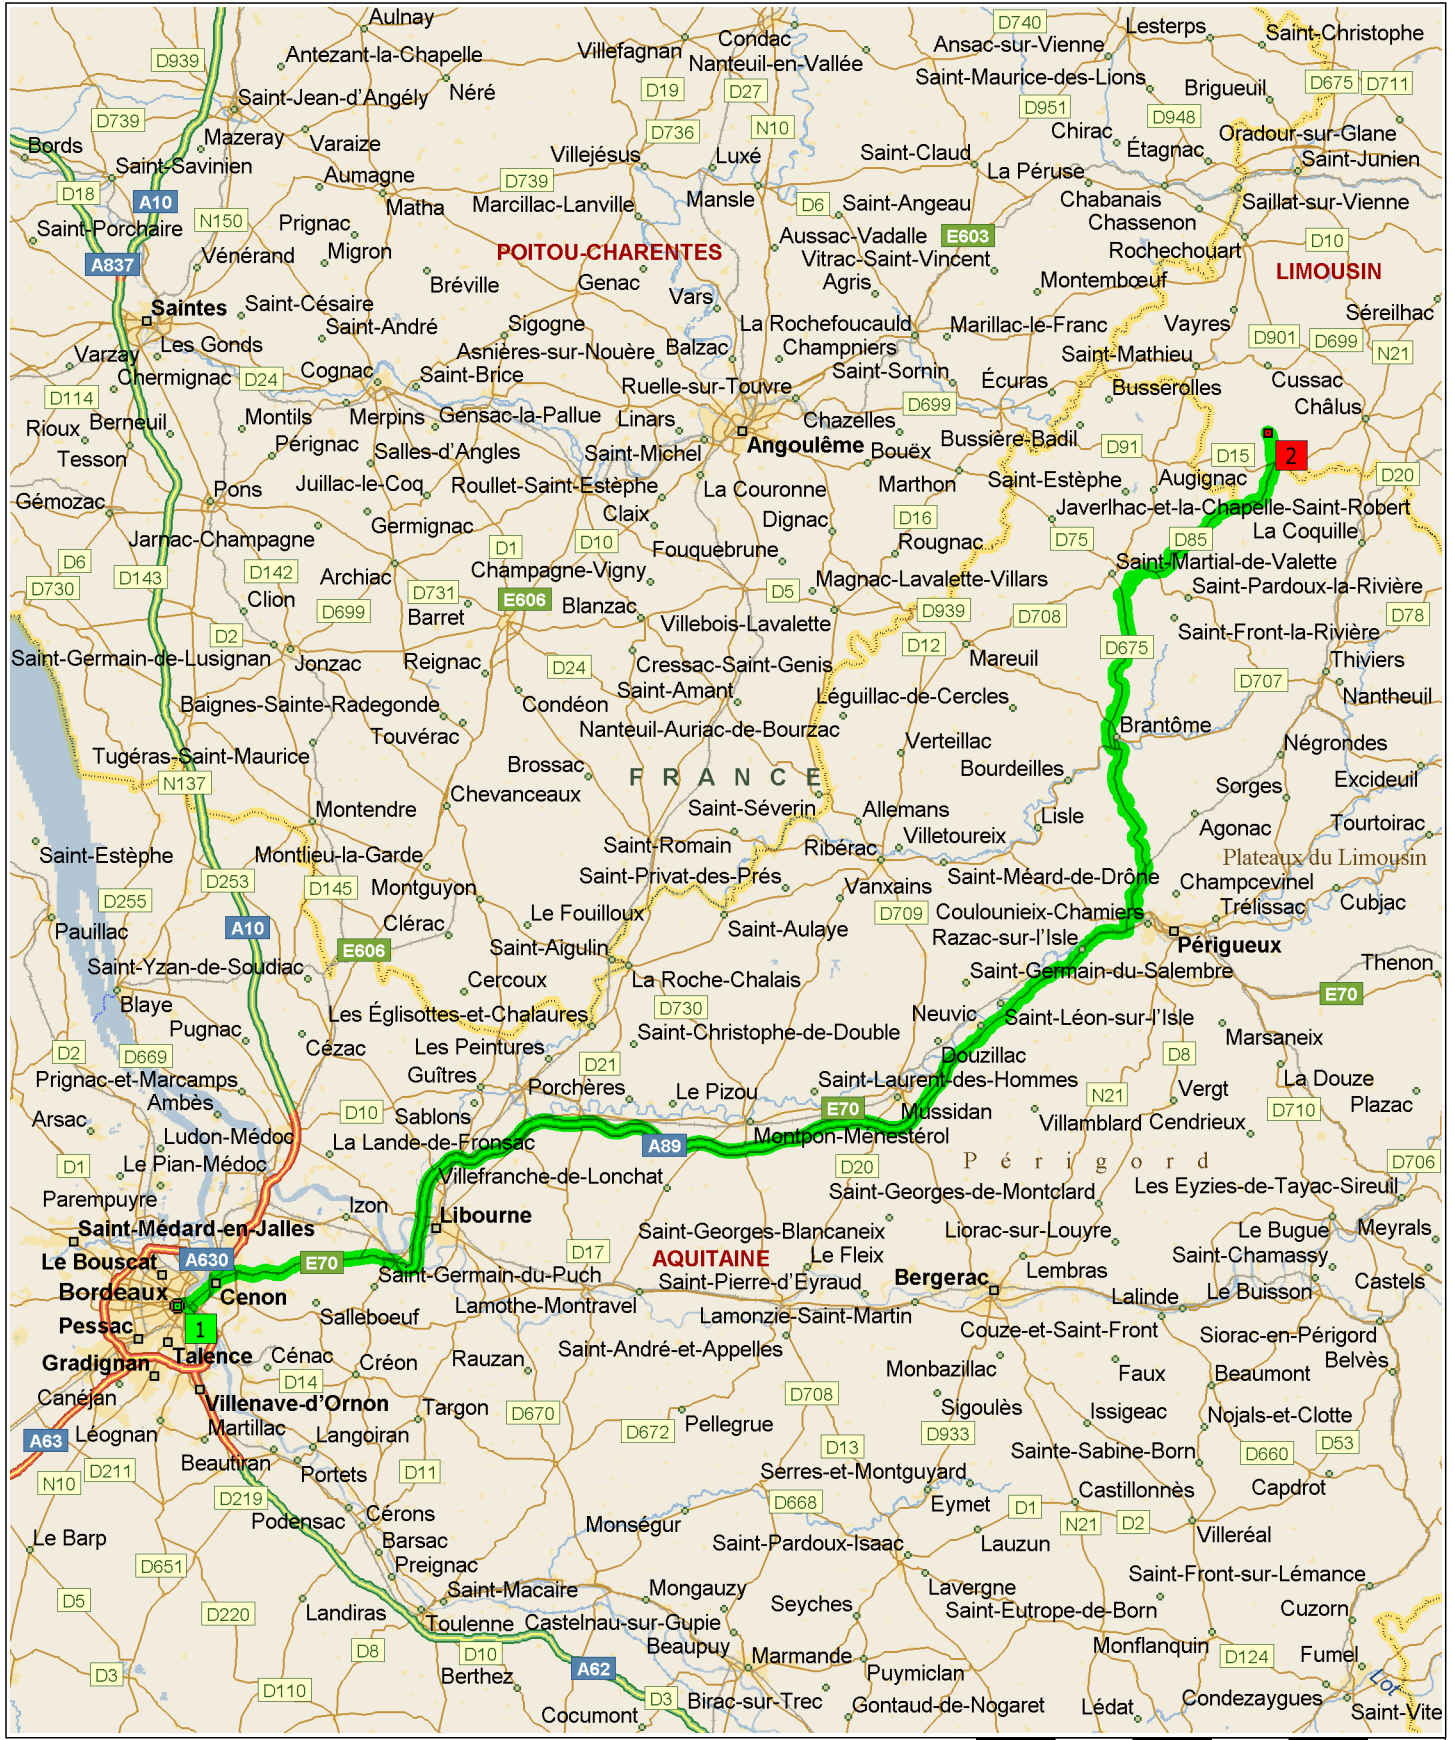 Aulnay
Condac
D740
Lesterps
Saint-Christophe
D939
Antezant-la-Chapelle
Villefagnan
Nanteuil-en-Vallée
Ansac-sur-Vienne
Saint-Maurice-des-Lions
Brigueuil
D675
D711
Saint-Jean-d'Angély
Néré
D19
D27
D951
D948
D739
Mazeray
Varaize
D736
N10
Chirac
Oradour-sur-Glane
Bords
Saint-Savinien
Villejésus
Luxé
Saint-Claud
Étagnac
Saint-Junien
D18
A10
Aumagne
D739
La Péruse
Matha
Marcillac-Lanville
Mansle
D6
Saint-Angeau
Chabanais
Saillat-sur-Vienne
N150
Prignac
Chassenon
Saint-Porchaire
Aussac-Vadalle
E603
D10
A837
Vénérand
Migron
POITOU-CHARENTES
Vitrac-Saint-Vincent
Rochechouart
LIMOUSIN
Bréville
Genac
Vars
Agris
Montembœuf
Saintes
Saint-Césaire
Saint-André
Sigogne
La Rochefoucauld
Marillac-le-Franc
Vayres
Séreilhac
Varzay
Les Gonds
Asnières-sur-Nouère
Balzac
Champniers
Saint-Mathieu
D901
D699
N21
Chermignac
D24
Cognac
Saint-Brice
Ruelle-sur-Touvre
Saint-Sornin
Écuras
Busserolles
Cussac
D114
Berneuil
Montils
Merpins
Gensac-la-Pallue
Linars
Chazelles
D699
Châlus
Rioux
Pérignac
Salles-d'Angles
Saint-Michel
Angoulême
Bouëx
Bussière-Badil
D91
D15
2
Tesson
Pons
Juillac-le-Coq
Roullet-Saint-Estèphe
La Couronne
Marthon
Saint-Estèphe
Augignac
D20
Gémozac
Germignac
Claix
Dignac
D16
Javerlhac-et-la-Chapelle-Saint-Robert
Jarnac-Champagne
D1
D10
Fouquebrune
Rougnac
D75
D85
La Coquille
D6
D143
D142
Archiac
Champagne-Vigny
Saint-Martial-de-Valette
D730
Clion
D699
D731
E606
Blanzac
D5
Magnac-Lavalette-Villars
Saint-Pardoux-la-Rivière
D2
Barret
Villebois-Lavalette
D939
D708
D78
Saint-Front-la-Rivière
Saint-Germain-de-Lusignan
Jonzac
Reignac
D24
Cressac-Saint-Genis
D12
Mareuil
D675
Thiviers
Baignes-Sainte-Radegonde
Condéon
Saint-Amant
Léguillac-de-Cercles
D707
Nantheuil
Touvérac
Nanteuil-Auriac-de-Bourzac
Verteillac
Brantôme
Négrondes
Tugéras-Saint-Maurice
Brossac
FRANCE
Bourdeilles
Excideuil
N137
Montendre
Chevanceaux
Saint-Séverin
Allemans
Lisle
Sorges
Saint-Estèphe
Montlieu-la-Garde
Saint-Romain
Ribérac
Villetoureix
Agonac
Tourtoirac
Plateaux du Limousin
D253
D145
Montguyon
Saint-Privat-des-Prés
Vanxains
Saint-Méard-de-Drône
Champcevinel
D255
A10
Clérac
Le Fouilloux
D709
Coulounieix-Chamiers
Trélissac
Cubjac
Pauillac
E606
Saint-Aigulin
Saint-Aulaye
Razac-sur-l'Isle
Périgueux
Saint-Yzan-de-Soudiac
Cercoux
La Roche-Chalais
Saint-Germain-du-Salembre
Thenon
Blaye
Les Églisottes-et-Chalaures
D730
Neuvic
Saint-Léon-sur-l'Isle
E70
Pugnac
Cézac
Les Peintures
Saint-Christophe-de-Double
Marsaneix
D2
D669
Guîtres
D21
Douzillac
D8
Prignac-et-Marcamps
Porchères
Le Pizou
Saint-Laurent-des-Hommes
N21
Vergt
La Douze
Ambès
D10
Sablons
E70
Mussidan
D710
Plazac
Arsac
Ludon-Médoc
La Lande-de-Fronsac
A89
Montpon-Ménestérol
Villamblard
Cendrieux
D1
Le Pian-Médoc
Villefranche-de-Lonchat
D20
Périgord
D706
Parempuyre
Izon
Libourne
Saint-Georges-de-Montclard
Les Eyzies-de-Tayac-Sireuil
Saint-Médard-en-Jalles
Saint-Georges-Blancaneix
Liorac-sur-Louyre
Le Bugue
Meyrals
Le Bouscat
A630
E70
D17
AQUITAINE
Le Fleix
Saint-Chamassy
Bordeaux
Cenon
Saint-Germain-du-Puch
Saint-Pierre-d'Eyraud
Bergerac
Lembras
Castels
Pessac
1
Salleboeuf
Lamothe-Montravel
Lamonzie-Saint-Martin
Lalinde
Le Buisson
Gradignan
Talence
Cénac
Créon
Rauzan
Saint-André-et-Appelles
Couze-et-Saint-Front
Siorac-en-Périgord
Canéjan
D14
Monbazillac
Faux
Beaumont
Belvès
Villenave-d'Ornon
Targon
D670
D708
Sigoulès
Issigeac
Nojals-et-Clotte
A63
Léognan
Martillac
Langoiran
D672
Pellegrue
D13
D933
Sainte-Sabine-Born
D660
D53
N10
D211
Beautiran
Portets
D11
Serres-et-Montguyard
Castillonnès
Capdrot
D219
Cérons
D668
Eymet
D1
Podensac
Monségur
N21
D2
Villeréal
Le Barp
Barsac
Saint-Pardoux-Isaac
Lauzun
D651
Preignac
Saint-Front-sur-Lémance
D5
Saint-Macaire
Mongauzy
Lavergne
D220
Landiras
Toulenne
Castelnau-sur-Gupie
Seyches
Saint-Eutrope-de-Born
Cuzorn
D8
D10
Beaupuy
Marmande
Monflanquin
D124
Fumel
D3
Berthez
A62
Puymiclan
D110
D3
Birac-sur-Trec
Gontaud-de-Nogaret
Lédat
Condezaygues
Lot
Cocumont
Saint-Vite